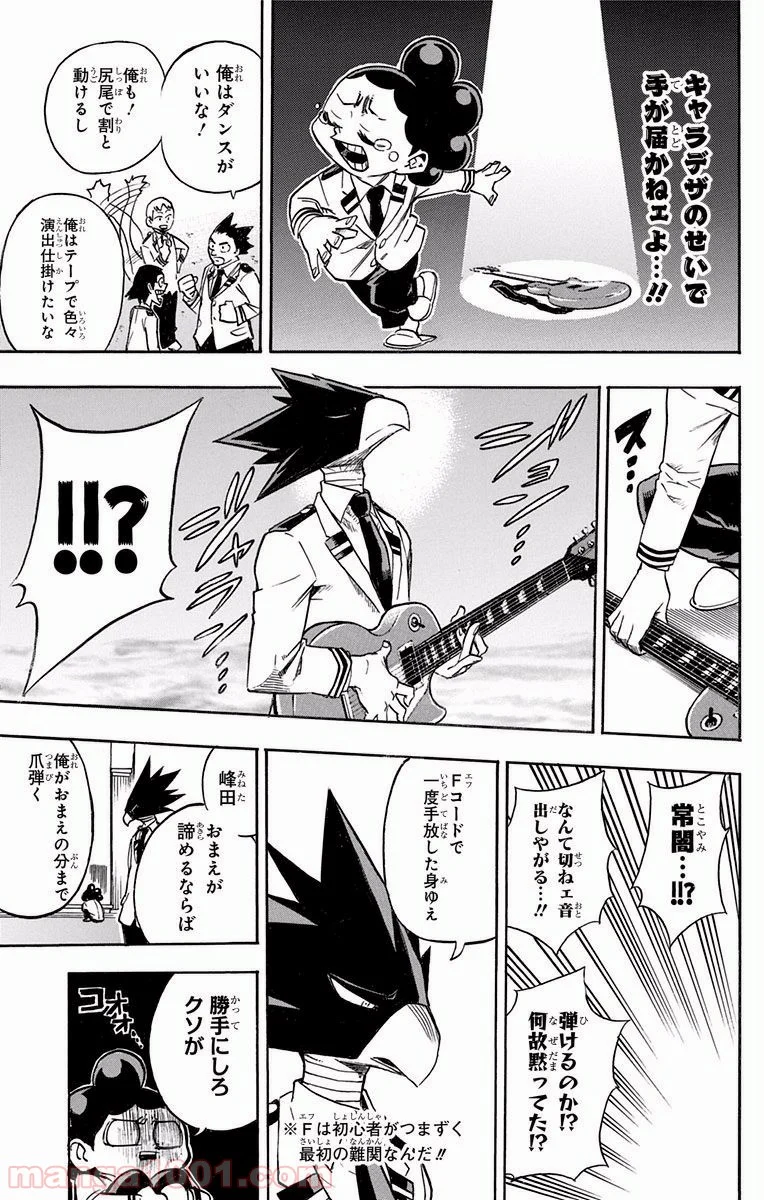 キャラデザのせいで
手が届かねェよ…!!
俺はダンスが
いいな!
俺も!
尻尾で割と
動けるし
俺はテープで色々
演出仕掛けたいな
ス…
!!?
常闇…!!?
なんて切ねェ音
出しやがる…!!
弾けるのか!?
何故黙ってた!?
Fコードで
一度手放した身ゆえ
※Fは初心者がつまずく
最初の難関なんだ!!
峰田
おまえが
諦めるならば
俺がおまえの分まで
爪弾く
勝手にしろ
クソが
コオォ…